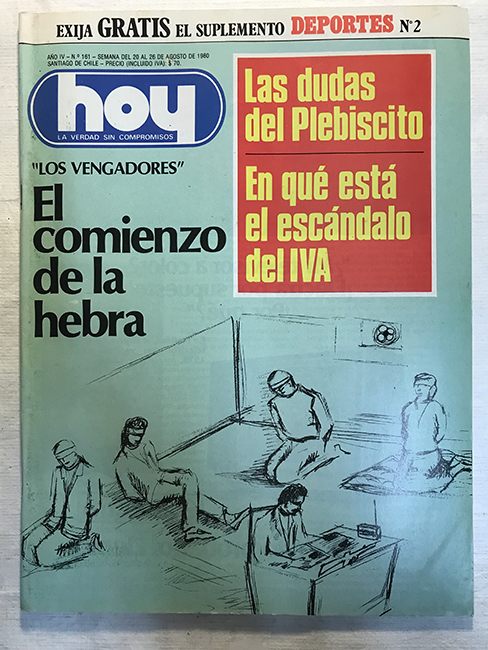 EXIJA GRATIS EL SUPLEMENTO DEPORTES Nº2
AÑO IV – N.º 161 – SEMANA DEL 20 AL 26 DE AGOSTO DE 1980
SANTIAGO DE CHILE – PRECIO (INCLUIDO IVA): $ 70.
hoy
LA VERDAD SIN COMPROMISOS
"LOS VENGADORES"
El
comienzo
de la
hebra
Las dudas
del Plebiscito
En qué está
el escándalo
del IVA